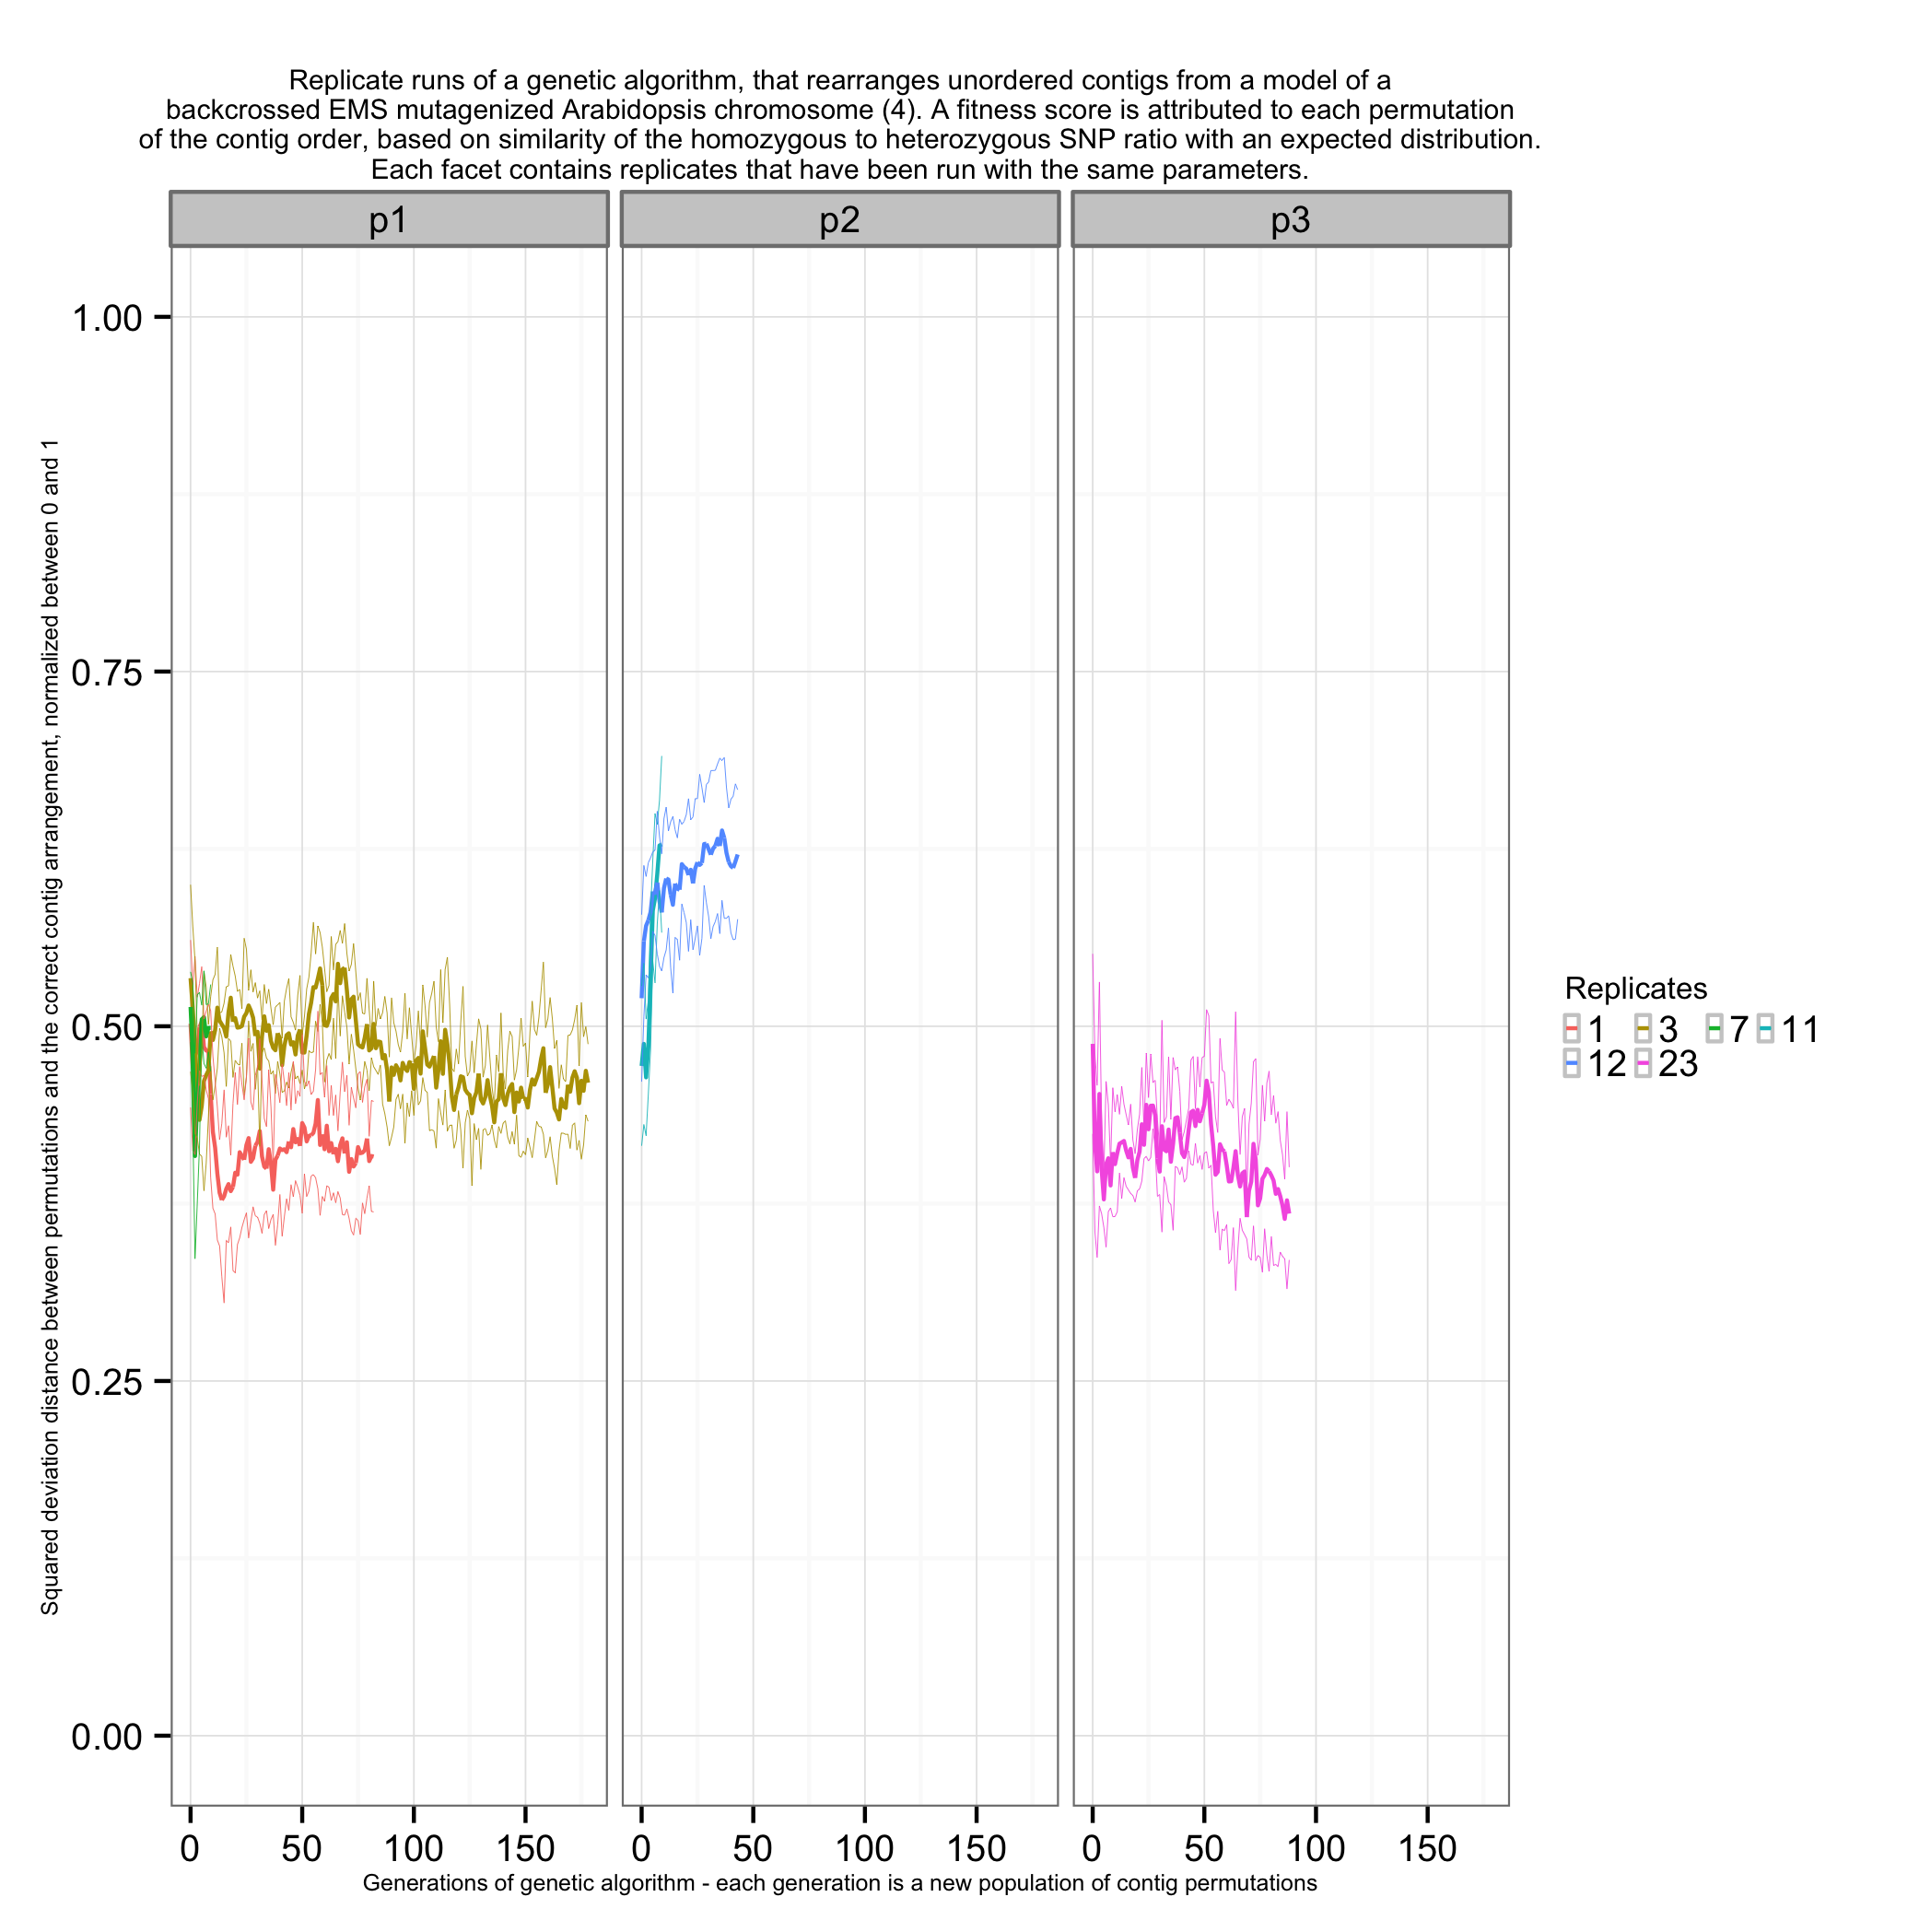 Replicate runs of a genetic algorithm, that rearranges unordered contigs from a model of a
backcrossed EMS mutagenized Arabidopsis chromosome (4). A fitness score is attributed to each permutation
of the contig order, based on similarity of the homozygous to heterozygous SNP ratio with an expected distribution.
Each facet contains replicates that have been run with the same parameters.
p1 p2 p3
Squared deviation distance between permutations and the correct contig arrangement, normalized between 0 and 1
1.00
0.75
0.50
0.25
0.00
0 50 100 150 0 50 100 150 0 50 100 150
Generations of genetic algorithm - each generation is a new population of contig permutations
Replicates
1 3 7 11
12 23